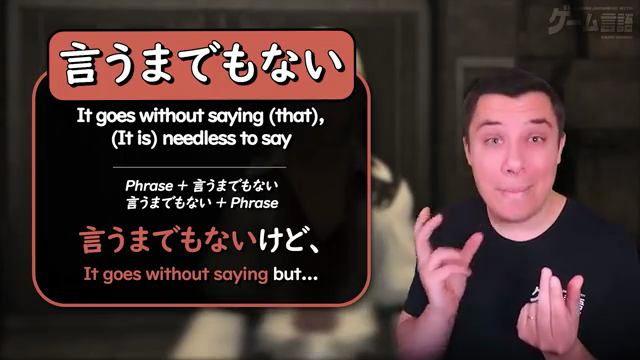 言うまでもない
It goes without saying (that),
(It is) needless to say
Phrase + 言うまでもない
言うまでもない + Phrase
言うまでもないけど、
It goes without saying but...
ゲーム言語